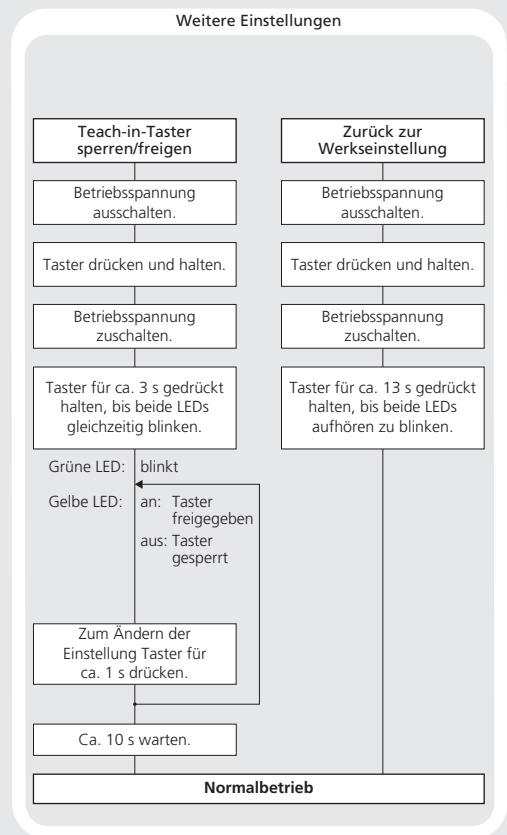 Weitere Einstellungen
Teach-in-Taster
sperren/freigen
Betriebsspannung
ausschalten.
Taster drücken und halten.
Betriebsspannung
zuschalten.
Taster für ca. 3 s gedrückt
halten, bis beide LEDs
gleichzeitig blinken.
Grüne LED: blinkt
Gelbe LED: an: Taster
freigegeben
aus: Taster
gesperrt
Zum Ändern der
Einstellung Taster für
ca. 1 s drücken.
Ca. 10 s warten.
Zurück zur
Werkseinstellung
Betriebsspannung
ausschalten.
Taster drücken und halten.
Betriebsspannung
zuschalten.
Taster für ca. 13 s gedrückt
halten, bis beide LEDs
aufhören zu blinken.
Normalbetrieb